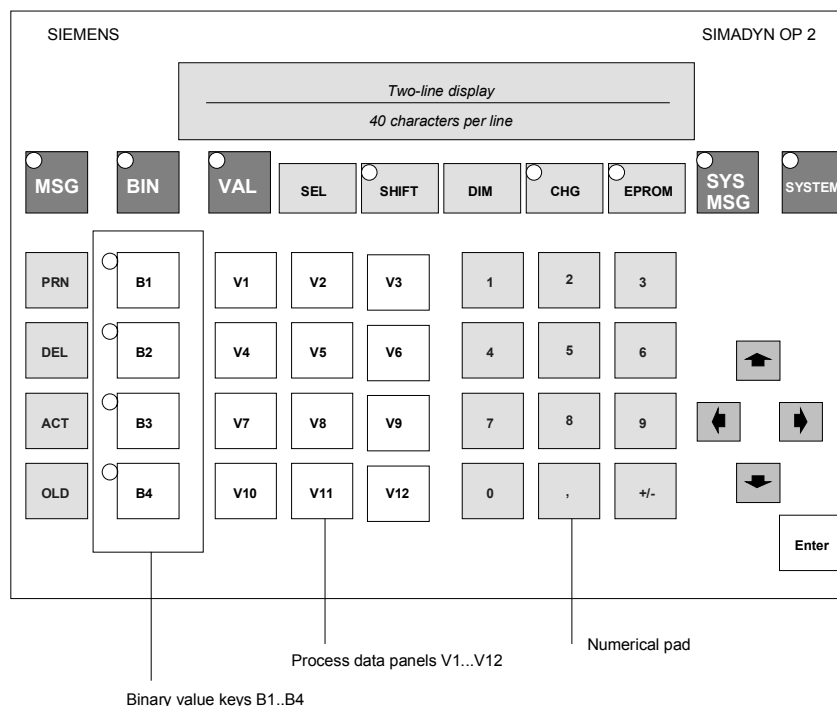 SIEMENS SIMADYN OP 2
Two-line display
40 characters per line
MSG BIN VAL SEL SHIFT DIM CHG EPROM SYS MSG SYSTEM
PRN B1 V1 V2 V3 1 2 3
DEL B2 V4 V5 V6 4 5 6
ACT B3 V7 V8 V9 7 8 9
OLD B4 V10 V11 V12 0 , +/-
Enter
Numerical pad
Process data panels V1...V12
Binary value keys B1..B4